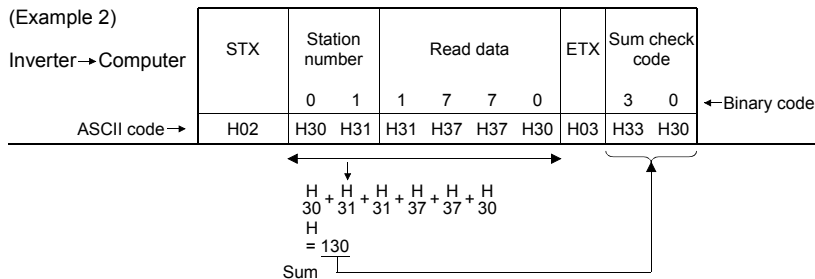 (Example 2)
Inverter→Computer
STX Station number Read data ETX Sum check code
0 1 1 7 7 0 3 0 ←Binary code
ASCII code→ H02 H30 H31 H31 H37 H37 H30 H03 H33 H30
H H H H H H
30 + 31 + 31 + 37 + 37 + 30
H
= 130
Sum